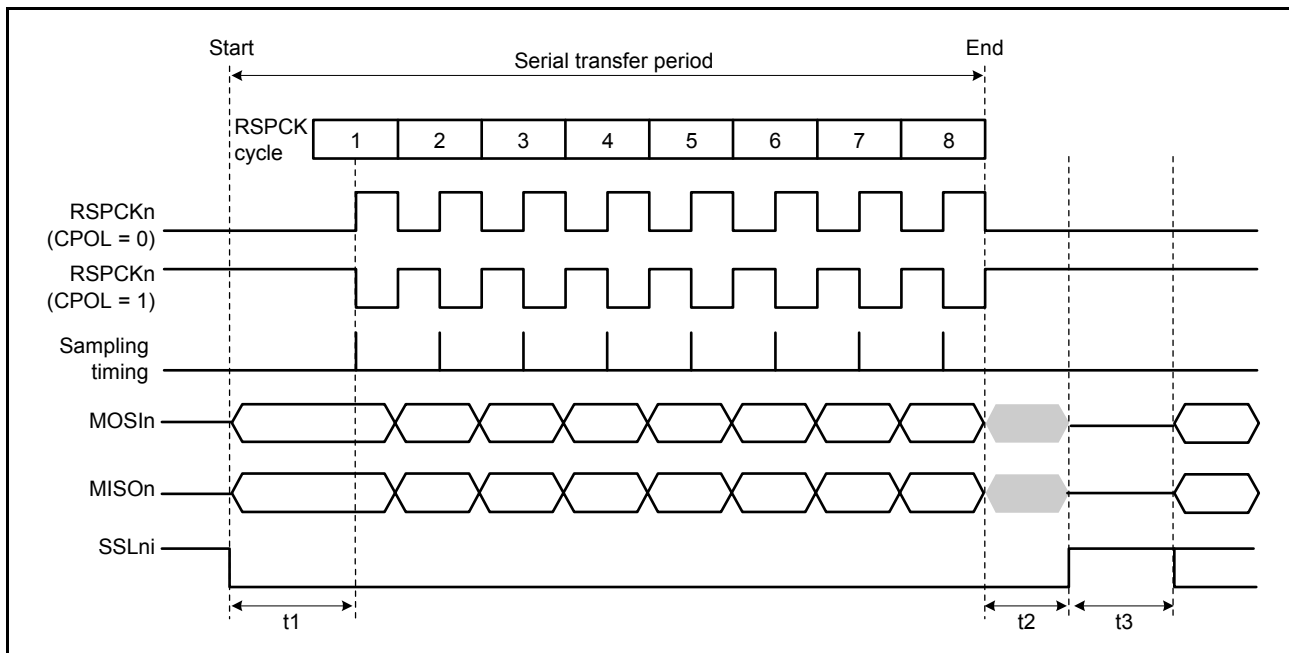 Start
End
Serial transfer period
RSPCK
cycle
1 2 3 4 5 6 7 8
RSPCKn
(CPOL = 0)
RSPCKn
(CPOL = 1)
Sampling
timing
MOSIn
MISOn
SSLni
t1
t2
t3